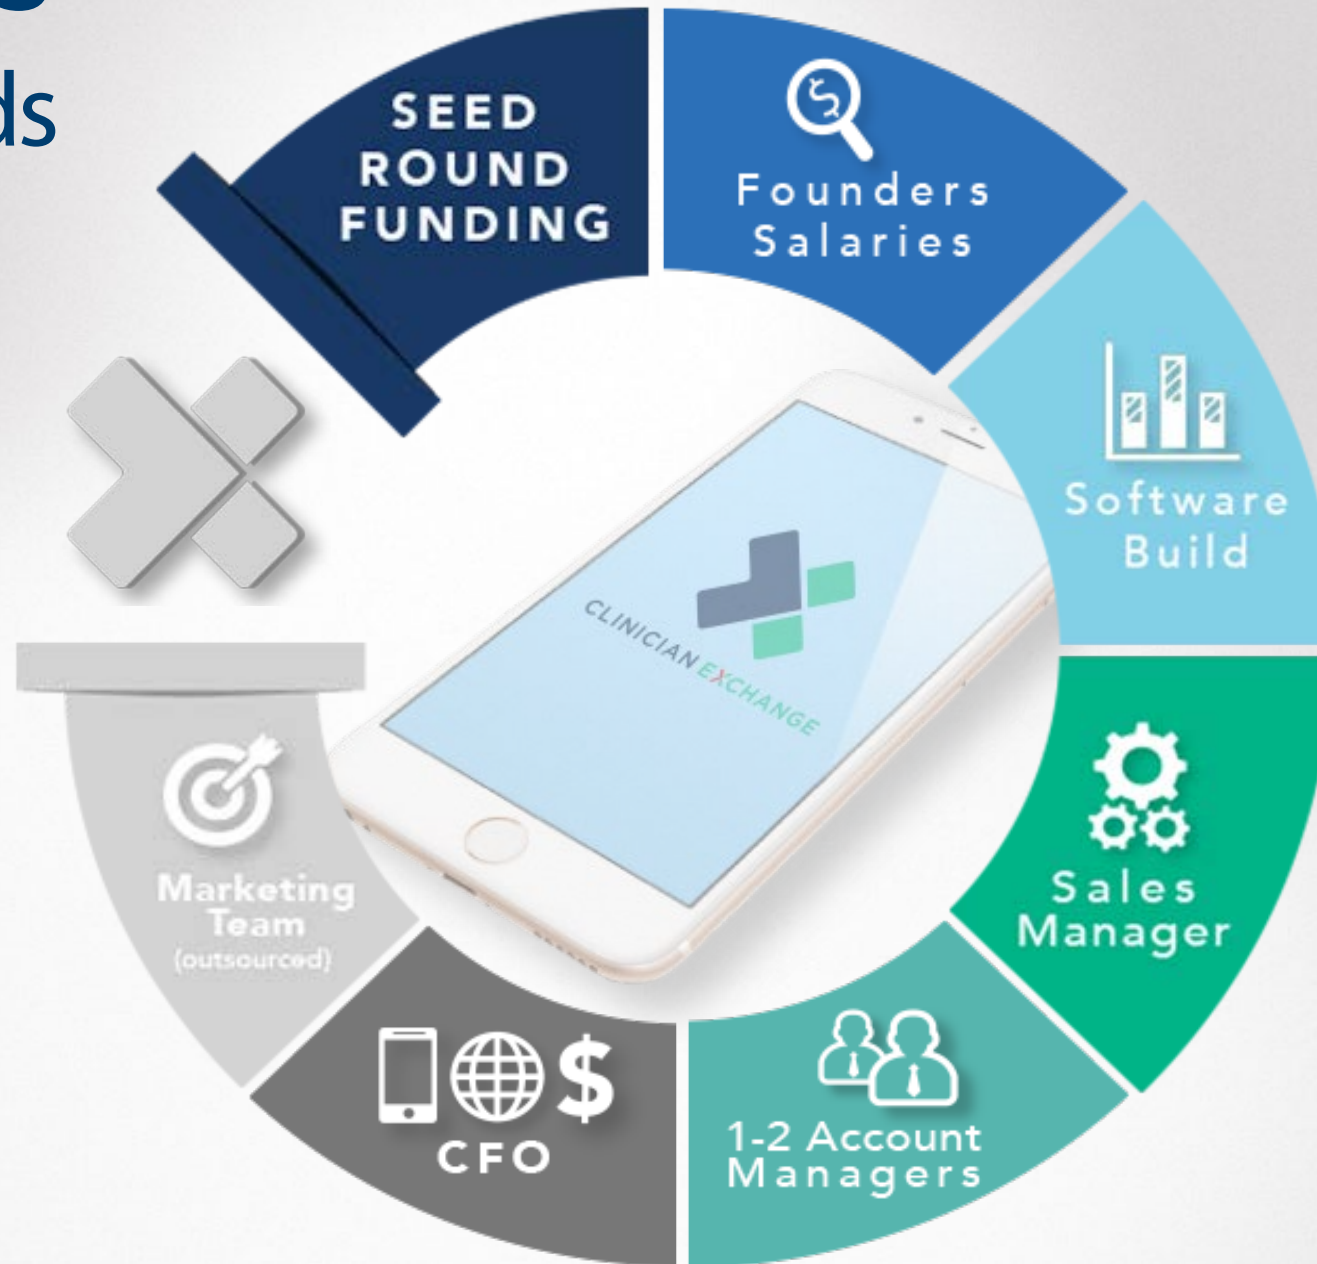 ds
SEED
ROUND
FUNDING
Founders
Salaries
Software
Build
Sales
Manager
1-2 Account
Managers
$
CFO
Marketing
Team
(outsourced)
CLINICIAN EXCHANGE